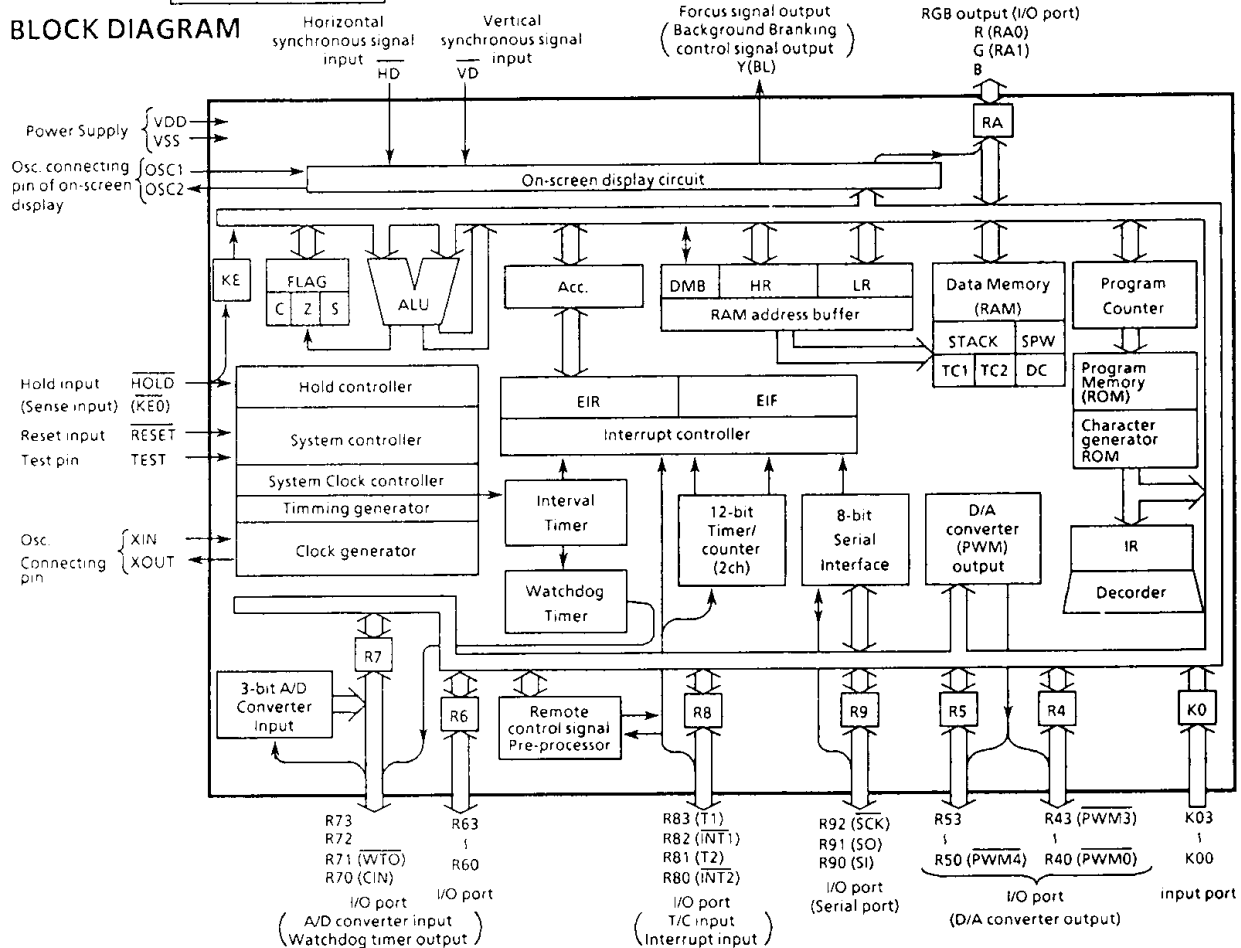 BLOCK DIAGRAM
Horizontal
synchronous signal
input
HD
Vertical
synchronous signal
input
VD
Forcus signal output
(Background Branking
control signal output)
Y(BL)
RGB output (I/O port)
R (RA0)
G (RA1)
B
Power Supply
VDD
VSS
Osc. connecting
pin of on-screen
display
OSC1
OSC2
RA
On-screen display circuit
KE
FLAG
C Z S
ALU
Acc.
DMB HR LR
RAM address buffer
Data Memory
(RAM)
STACK SPW
TC1 TC2 DC
Program
Counter
Program
Memory
(ROM)
Character
generator
ROM
Hold input
(Sense input)
HOLD
(KE0)
Reset input RESET
Test pin TEST
Osc.
Connecting
pin
XIN
XOUT
Hold controller
System controller
System Clock controller
Timming generator
Clock generator
EIR EIF
Interrupt controller
Interval
Timer
Watchdog
Timer
12-bit
Timer/
counter
(2ch)
8-bit
Serial
Interface
D/A
converter
(PWM)
output
IR
Decorder
R7
3-bit A/D
Converter
Input
R6
Remote
control signal
Pre-processor
R8
R9
R5
R4
K0
R73
R72
R71 (WTO)
R70 (CIN)
I/O port
(A/D converter input
Watchdog timer output)
R63
~
R60
I/O port
R83 (T1)
R82 (INT1)
R81 (T2)
R80 (INT2)
I/O port
(T/C input
Interrupt input)
R92 (SCK)
R91 (SO)
R90 (SI)
I/O port
(Serial port)
R53
~
R50 (PWM4)
R43 (PWM3)
~
R40 (PWM0)
I/O port
(D/A converter output)
K03
~
K00
input port